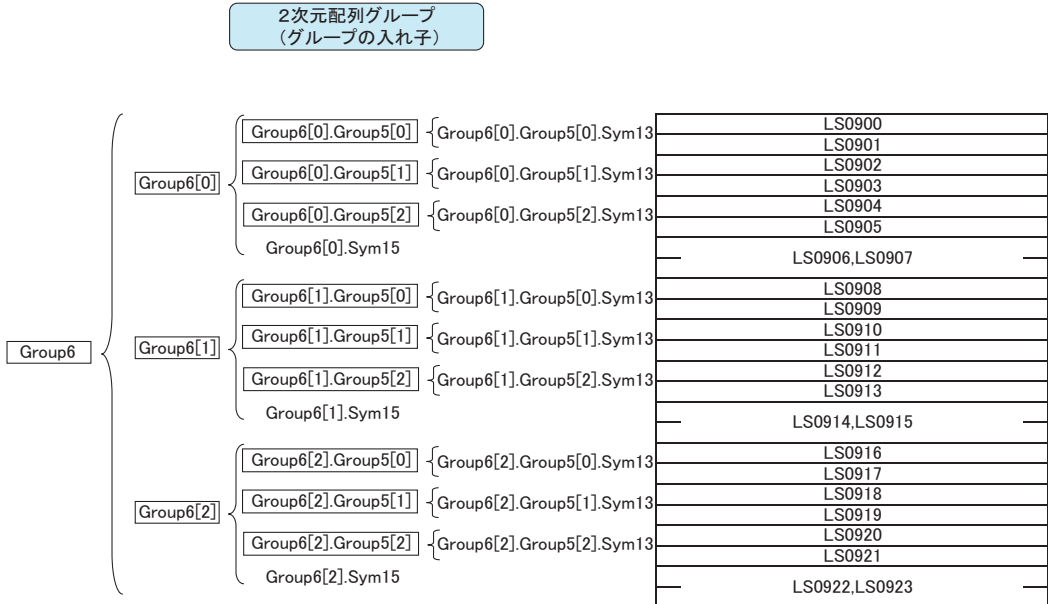 ２次元配列グループ
（グループの入れ子）
Group6[0].Group5[0] Group6[0].Group5[0].Sym13 LS0900
LS0901
Group6[0] Group6[0].Group5[1] Group6[0].Group5[1].Sym13 LS0902
LS0903
Group6[0].Group5[2] Group6[0].Group5[2].Sym13 LS0904
LS0905
Group6[0].Sym15 LS0906,LS0907
Group6[1].Group5[0] Group6[1].Group5[0].Sym13 LS0908
LS0909
Group6[1].Group5[1] Group6[1].Group5[1].Sym13 LS0910
Group6 Group6[1] LS0911
Group6[1].Group5[2] Group6[1].Group5[2].Sym13 LS0912
LS0913
Group6[1].Sym15 LS0914,LS0915
Group6[2].Group5[0] Group6[2].Group5[0].Sym13 LS0916
LS0917
Group6[2].Group5[1] Group6[2].Group5[1].Sym13 LS0918
Group6[2] LS0919
Group6[2].Group5[2] Group6[2].Group5[2].Sym13 LS0920
LS0921
Group6[2].Sym15 LS0922,LS0923